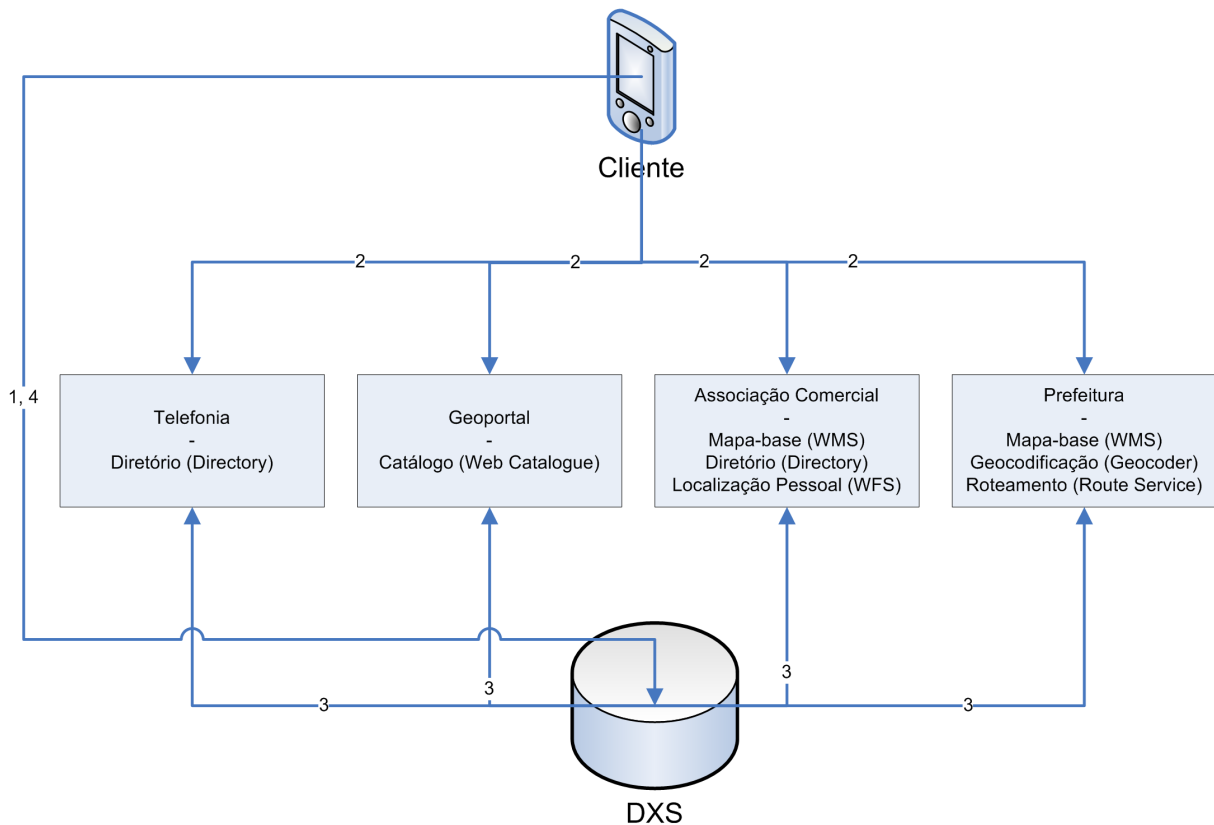 Cliente
2
2
2
2
1, 4
Telefonia
-
Diretório (Directory)
Geoportal
-
Catálogo (Web Catalogue)
Associação Comercial
-
Mapa-base (WMS)
Diretório (Directory)
Localização Pessoal (WFS)
Prefeitura
-
Mapa-base (WMS)
Geocodificação (Geocoder)
Roteamento (Route Service)
3
3
3
3
DXS